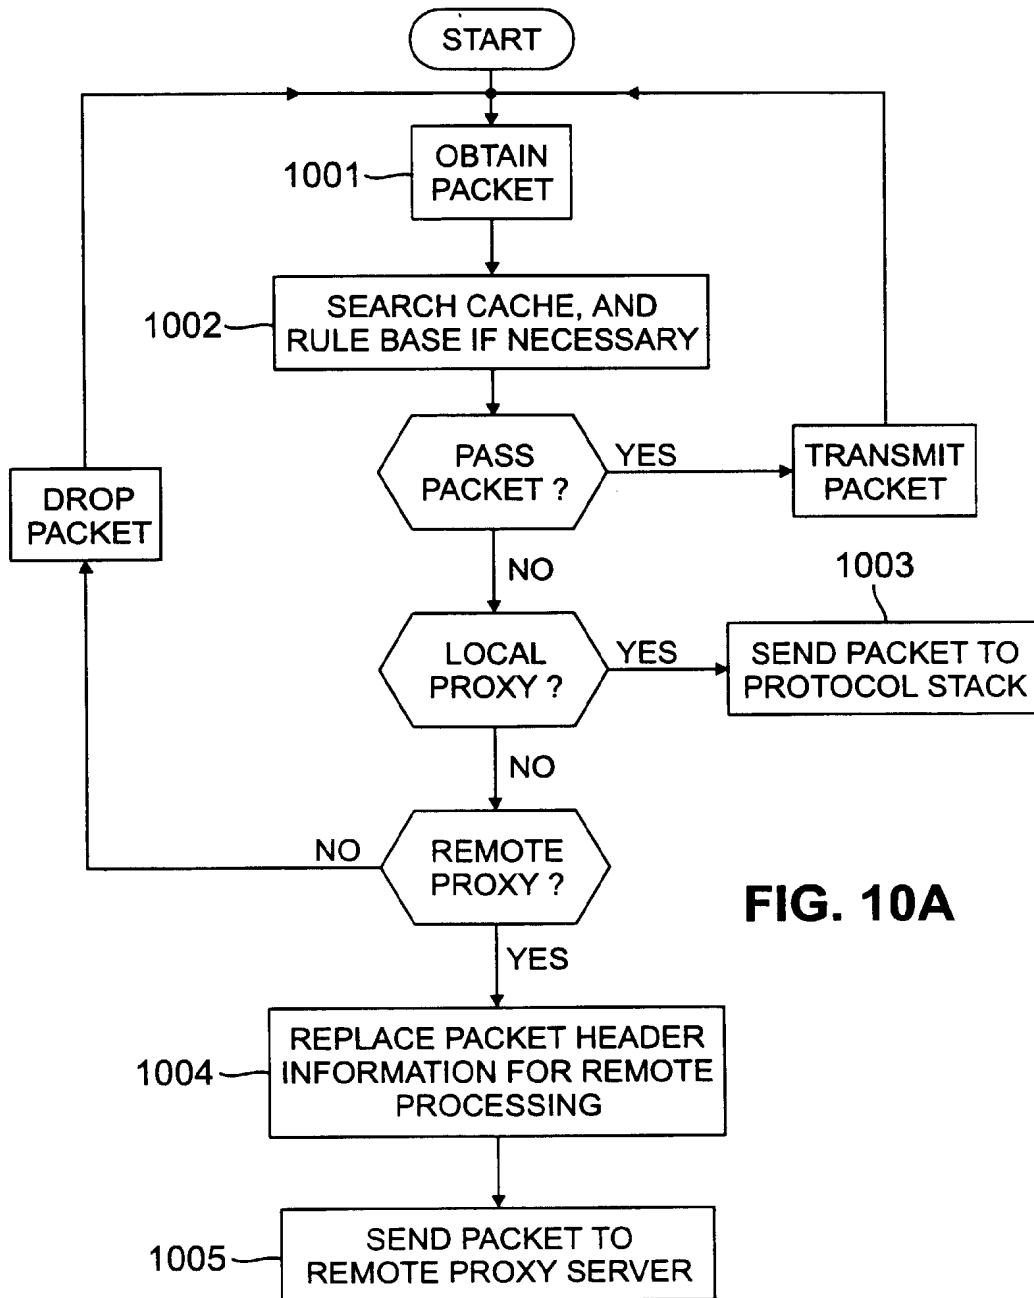 START
OBTAIN
PACKET
1001
SEARCH CACHE, AND
RULE BASE IF NECESSARY
1002
PASS
PACKET ?
YES
TRANSMIT
PACKET
DROP
PACKET
NO
1003
LOCAL
PROXY ?
YES
SEND PACKET TO
PROTOCOL STACK
NO
REMOTE
PROXY ?
NO
FIG. 10A
YES
REPLACE PACKET HEADER
INFORMATION FOR REMOTE
PROCESSING
1004
SEND PACKET TO
REMOTE PROXY SERVER
1005